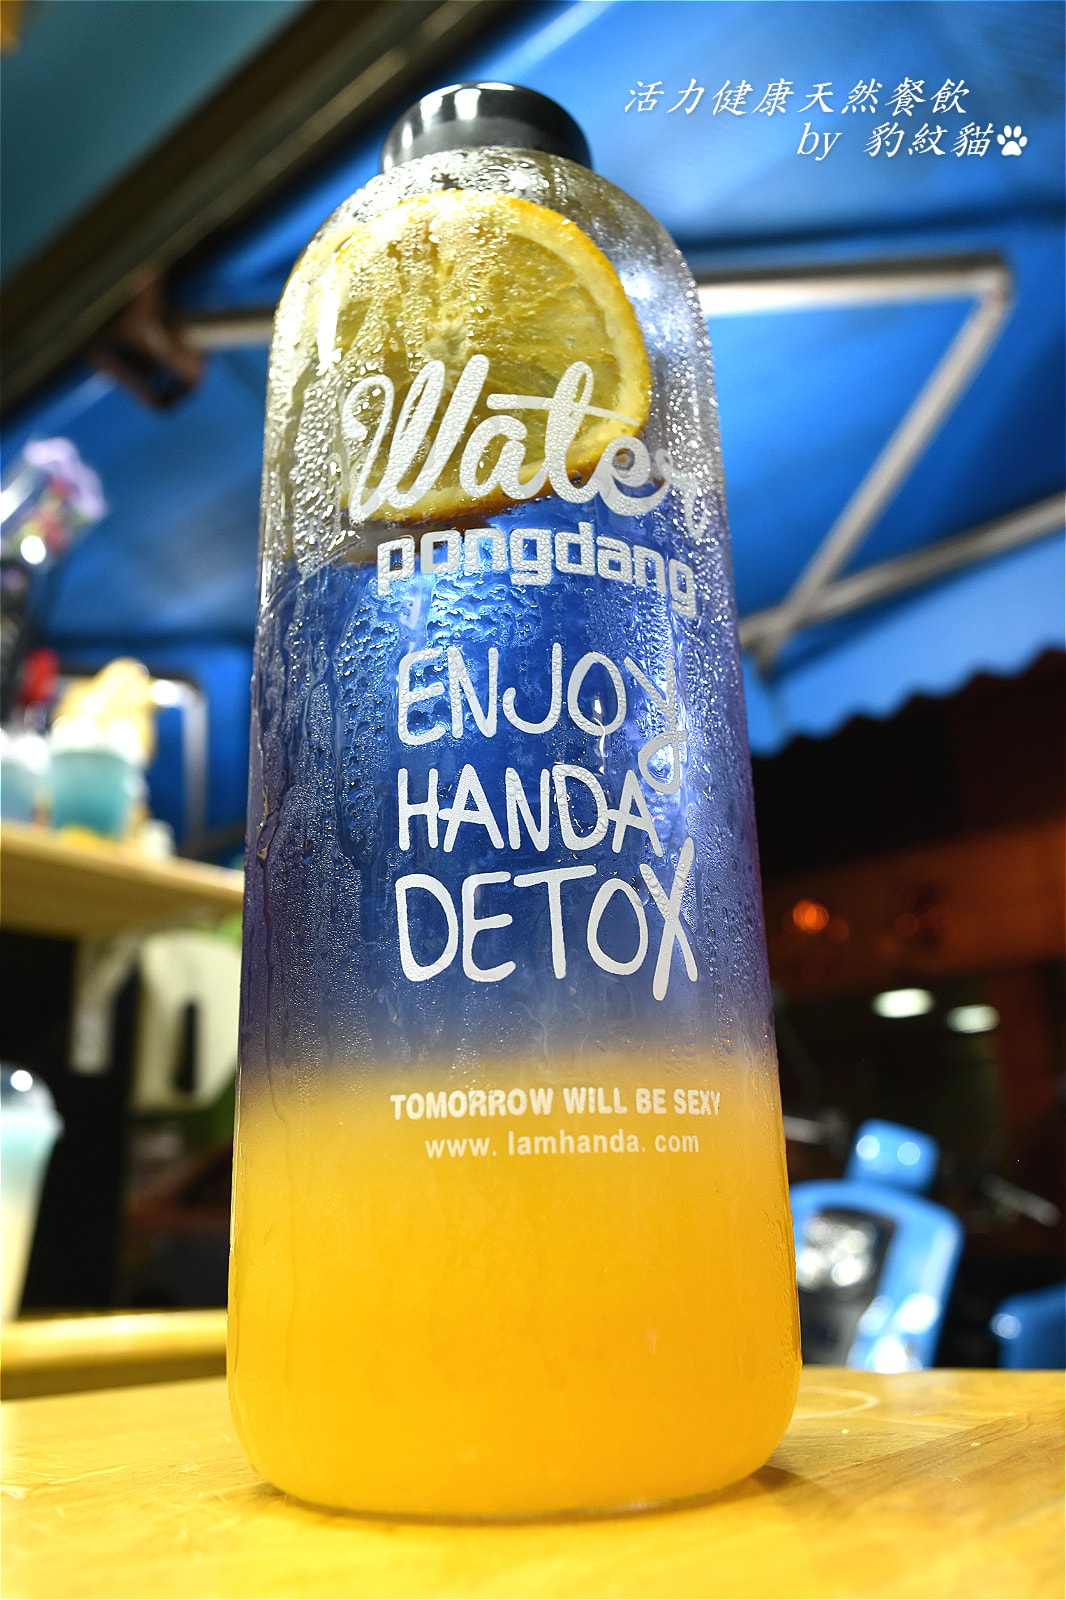 活力健康天然餐飲
by 豹紋貓
Water
pongdang
ENJOY
HANDA
DETOX
TOMORROW WILL BE SEXY
www. Iamhanda. com